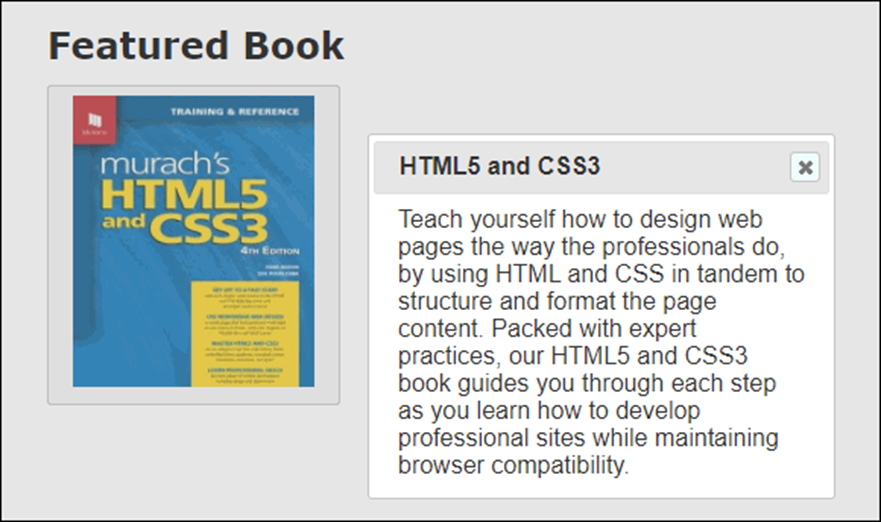 Featured Book
TRAINING & REFERENCE
murach's
HTML5
and CSS3
4TH EDITION
HTML5 and CSS3
Teach yourself how to design web
pages the way the professionals do,
by using HTML and CSS in tandem to
structure and format the page
content. Packed with expert
practices, our HTML5 and CSS3
book guides you through each step
as you learn how to develop
professional sites while maintaining
browser compatibility.